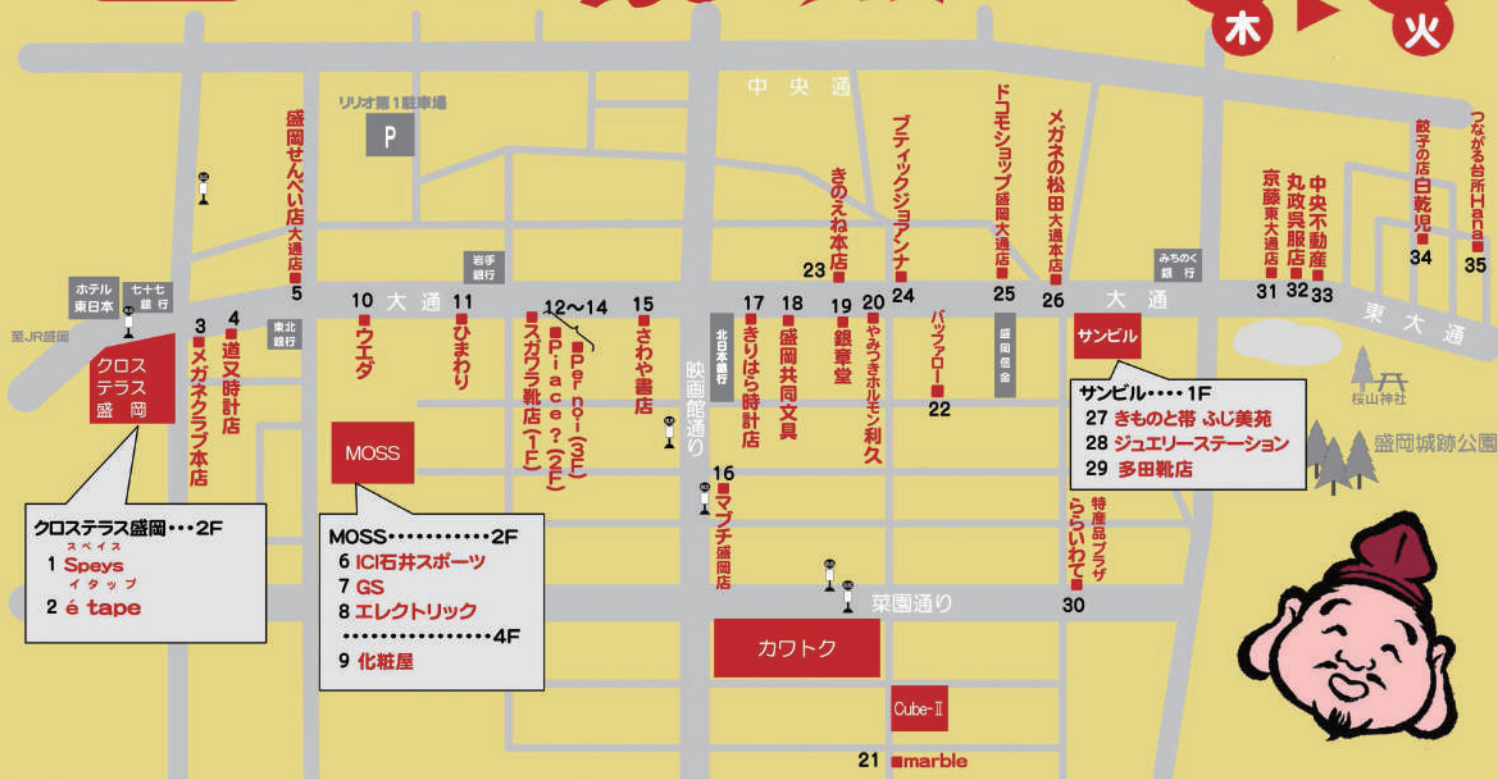 木
火
中央通
リリオ第1駐車場
P
盛岡せんべい店大通店
5
ホテル
東日本
七十七
銀行
至JR盛岡
クロス
テラス
盛岡
3
メガネクラブ本店
4
道又時計店
東北
銀行
大通
10
ウエダ
岩手
銀行
11
ひまわり
12〜14
スガワラ靴店(1F)
Piace?(2F)
Per noi(3F)
15
さわや書店
映画館通り
北日本銀行
16
マブチ盛岡店
17
きりはら時計店
18
盛岡共同文具
きのえね本店
23
19
銀章堂
20
やみつきホルモン利久
ブティックジョアンナ
24
バッファロー
22
ドコモショップ盛岡大通店
25
盛岡信金
メガネの松田大通本店
26
大通
みちのく
銀行
サンビル
京藤東大通店
31
丸政呉服店
32
中央不動産
33
餃子の店白乾児
34
つながる台所Hana
35
東大通
桜山神社
盛岡城跡公園
サンビル‥‥1F
27 きものと帯 ふじ美苑
28 ジュエリーステーション
29 多田靴店
特産品プラザ
ららいわて
30
MOSS
クロステラス盛岡…2F
スペイス
1 Speys
イタップ
2 é tape
MOSS…………2F
6 ICI石井スポーツ
7 GS
8 エレクトリック
……………4F
9 化粧屋
菜園通り
カワトク
Cube-II
21 marble